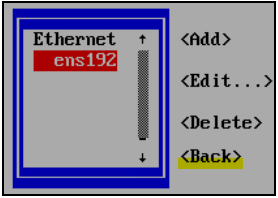 Ethernet ↑ <Add>
ens192
<Edit...>
<Delete>
↓ <Back>